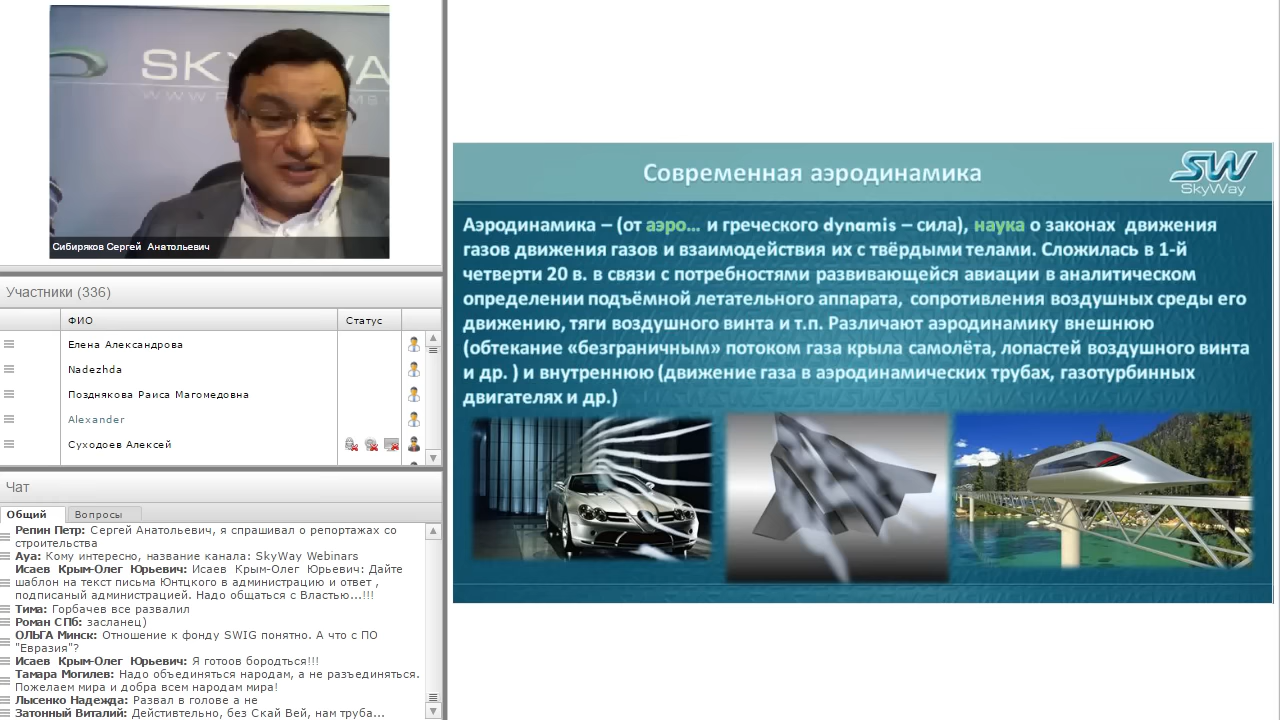 SKYWAY
Сибиряков Сергей Анатольевич
Участники (336)
ФИО
Статус
Елена Александрова
Nadezhda
Позднякова Раиса Магомедовна
Alexander
Суходоев Алексей
Чат
Общий
Вопросы
Репин Петр: Сергей Анатольевич, я спрашивал о репортажах со
строительства
Aya: Кому интересно, название канала: SkyWay Webinars
Исаев Крым-Олег Юрьевич: Исаев Крым-Олег Юрьевич: Дайте
шаблон на текст письма Юнтцкого в администрацию и ответ ,
подписаный администрацией. Надо общаться с Властью...!!!
Тима: Горбачев все развалил
Роман СПб: засланец)
ОЛЬГА Минск: Отношение к фонду SWIG понятно. А что с ПО
"Евразия"?
Исаев Крым-Олег Юрьевич: Я готоов бородться!!!
Тамара Могилев: Надо объединяться народам, а не разъединяться.
Пожелаем мира и добра всем народам мира!
Лысенко Надежда: Развал в голове а не
Затонный Виталий: Действительно, без Скай Вей, нам труба...
Современная аэродинамика
SW
SkyWay
Аэродинамика – (от аэро... и греческого dynamis – сила), наука о законах движения
газов движения газов и взаимодействия их с твёрдыми телами. Сложилась в 1-й
четверти 20 в. в связи с потребностями развивающейся авиации в аналитическом
определении подъёмной летательного аппарата, сопротивления воздушных среды его
движению, тяги воздушного винта и т.п. Различают аэродинамику внешнюю
(обтекание «безграничным» потоком газа крыла самолёта, лопастей воздушного винта
и др. ) и внутреннюю (движение газа в аэродинамических трубах, газотурбинных
двигателях и др.)